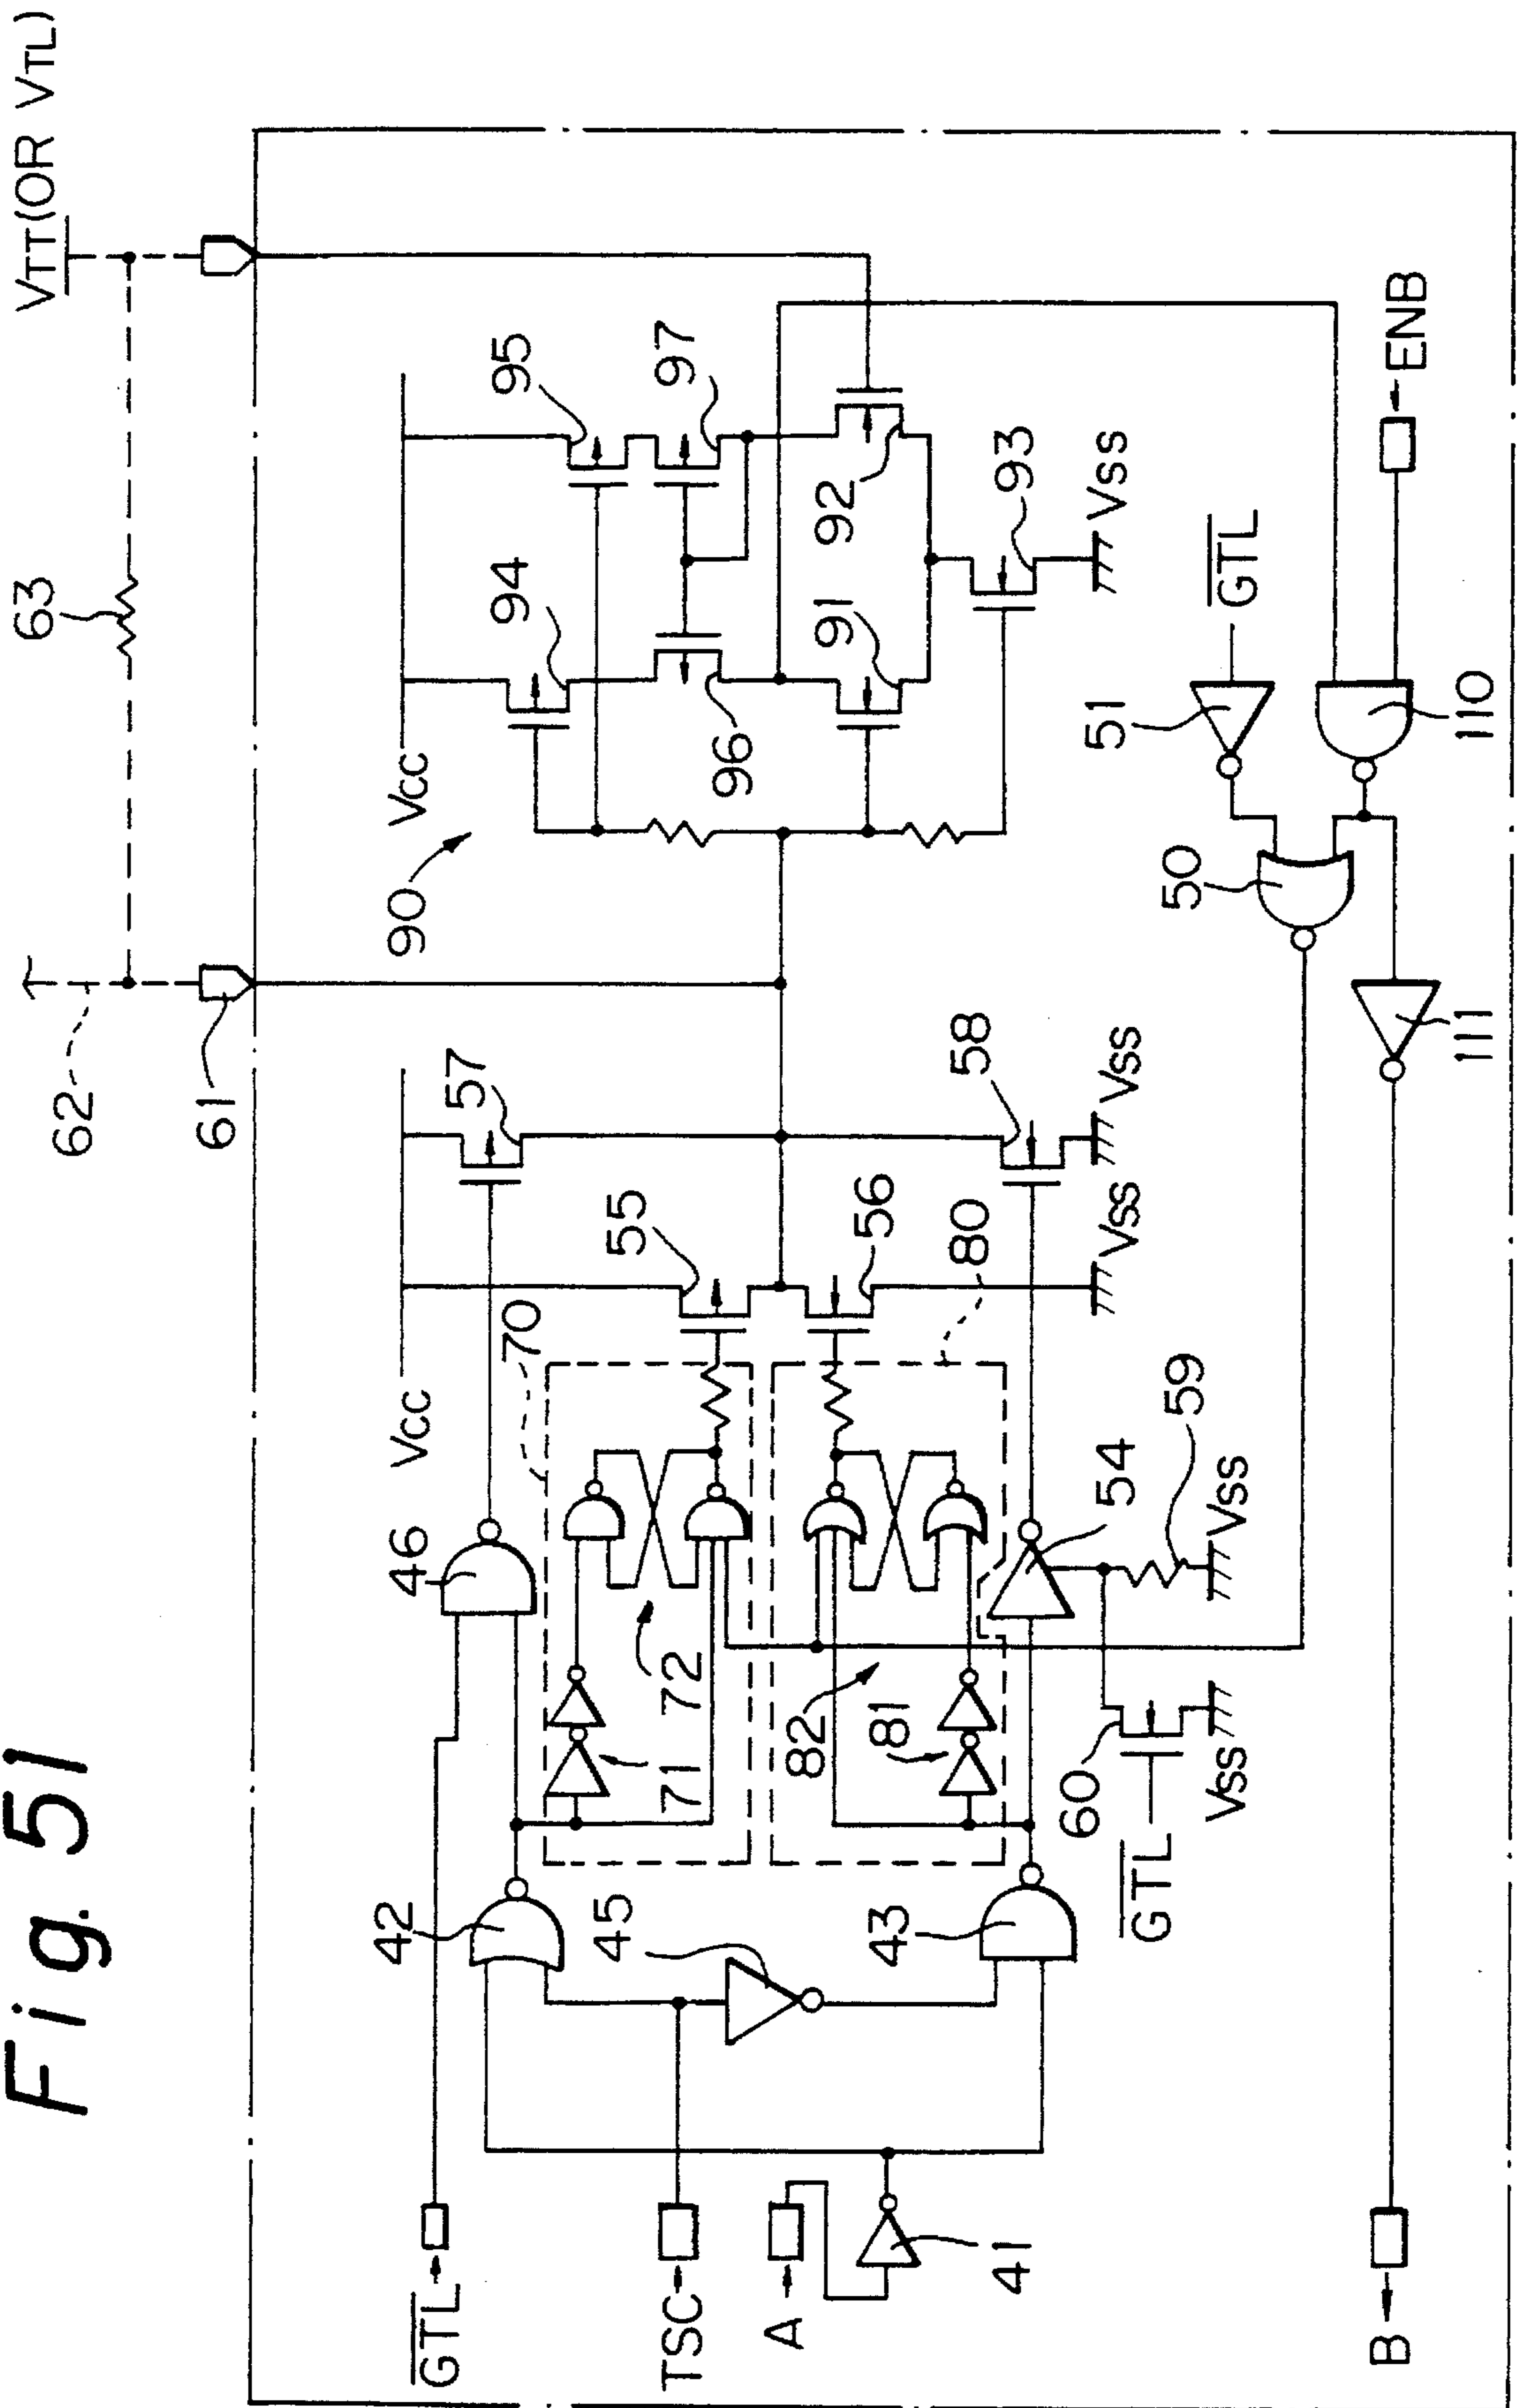 Fig. 51
VTT (OR VTL)
63
62
61
90
Vcc
94
95
96
97
91
92
93
Vss
57
55
56
58
Vss
Vss
Vcc
70
80
46
72
71
82
81
54
59
Vss
60
Vss
GTL
42
45
43
GTL
TSC
A
41
51
GTL
50
110
ENB
111
B